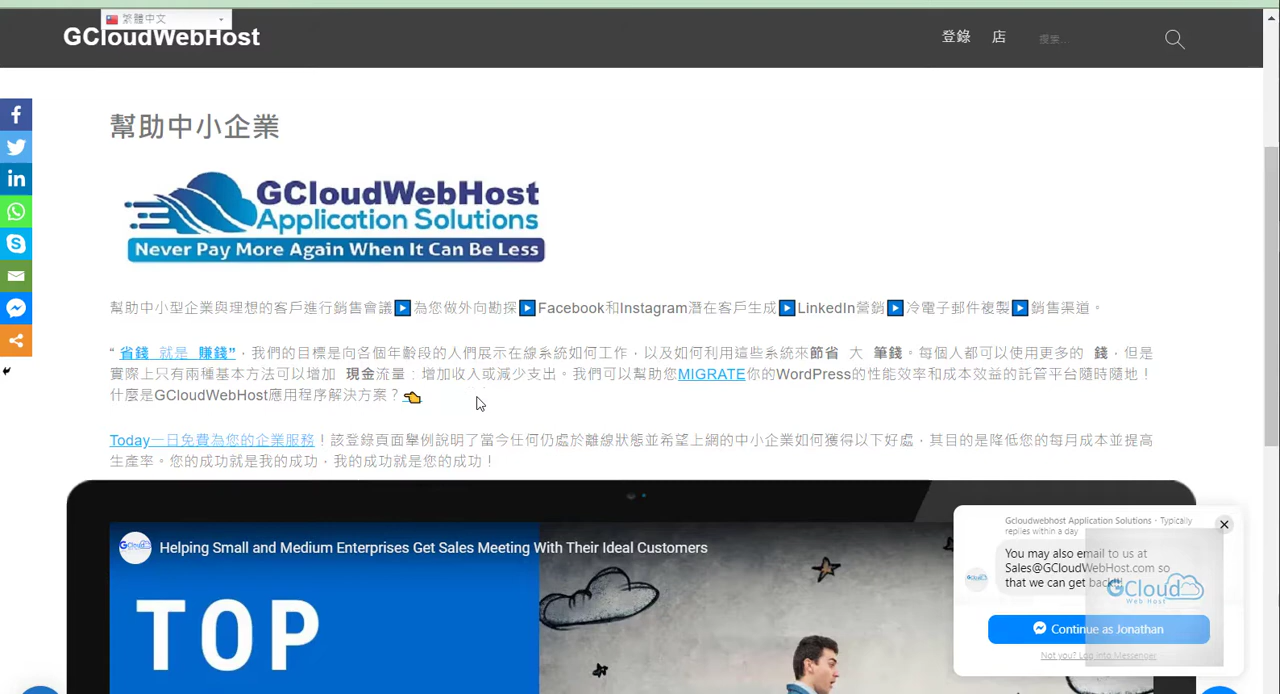 繁體中文
GCloudWebHost
登錄 店 搜集...
幫助中小企業
GCloudWebHost
Application Solutions
Never Pay More Again When It Can Be Less
幫助中小型企業與理想的客戶進行銷售會議▶為您做外向勘探▶Facebook和Instagram潛在客戶生成▶LinkedIn營銷▶冷電子郵件複製▶銷售渠道。
“ 省錢 就是 賺錢”，我們的目標是向各個年齡段的人們展示在線系統如何工作，以及如何利用這些系統來節省 大 筆錢。每個人都可以使用更多的 錢，但是
實際上只有兩種基本方法可以增加 現金流量：增加收入或減少支出。我們可以幫助您MIGRATE你的WordPress的性能效率和成本效益的託管平台隨時隨地！
什麼是GCloudWebHost應用程序解決方案？👈
Today一日免費為您的企業服務！該登錄頁面舉例說明了當今任何仍處於離線狀態並希望上網的中小企業如何獲得以下好處，其目的是降低您的每月成本並提高
生產率。您的成功就是我的成功，我的成功就是您的成功！
GCloud
Helping Small and Medium Enterprises Get Sales Meeting With Their Ideal Customers
TOP
Gcloudwebhost Application Solutions - Typically
replies within a day
You may also email to us at
Sales@GCloudWebHost.com so
that we can get back
GCloud
Web Host
Continue as Jonathan
Not you? Log into Messenger